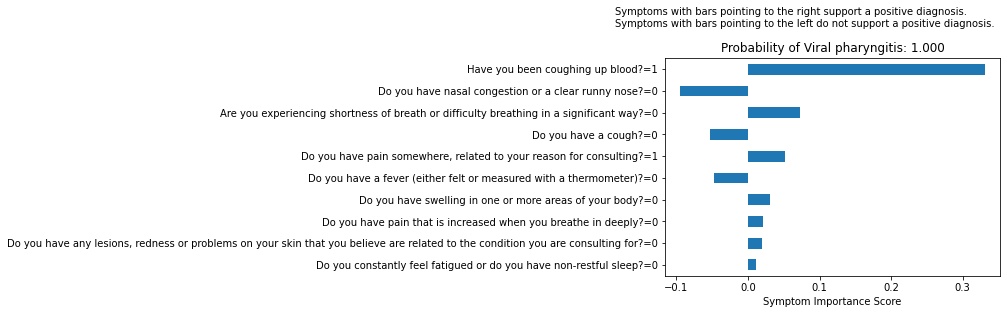 Symptoms with bars pointing to the right support a positive diagnosis.
Symptoms with bars pointing to the left do not support a positive diagnosis.
Probability of Viral pharyngitis: 1.000
Have you been coughing up blood?=1
Do you have nasal congestion or a clear runny nose?=0
Are you experiencing shortness of breath or difficulty breathing in a significant way?=0
Do you have a cough?=0
Do you have pain somewhere, related to your reason for consulting?=1
Do you have a fever (either felt or measured with a thermometer)?=0
Do you have swelling in one or more areas of your body?=0
Do you have pain that is increased when you breathe in deeply?=0
Do you have any lesions, redness or problems on your skin that you believe are related to the condition you are consulting for?=0
Do you constantly feel fatigued or do you have non-restful sleep?=0
−0.1 0.0 0.1 0.2 0.3
Symptom Importance Score